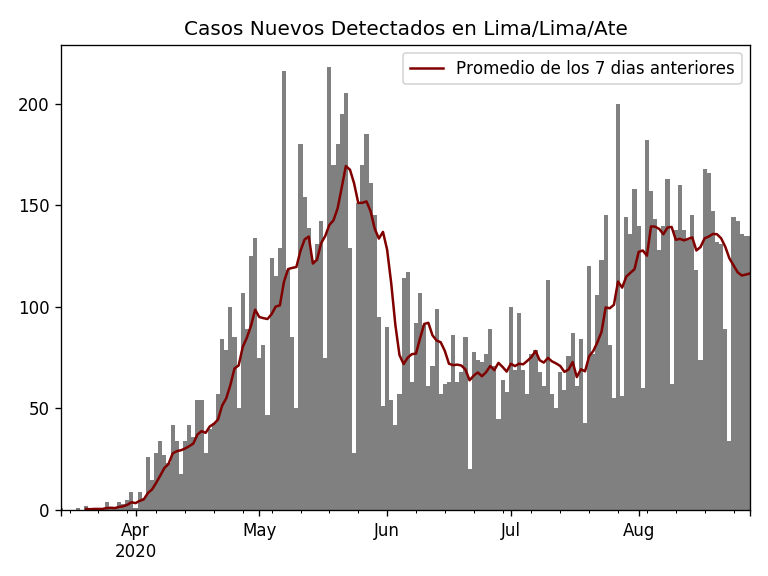 Casos Nuevos Detectados en Lima/Lima/Ate
Promedio de los 7 dias anteriores
200
150
100
50
0
Apr May Jun Jul Aug
2020